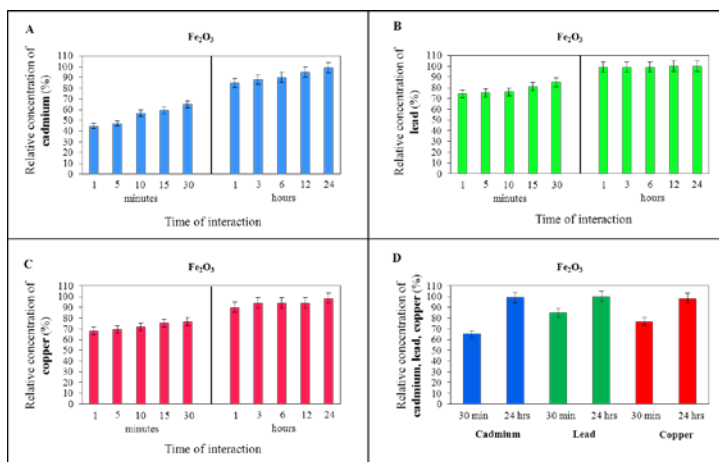 A
Fe₂O₃
Relative concentration of
cadmium (%)
110
100
90
80
70
60
50
40
30
20
10
0
1 5 10 15 30 1 3 6 12 24
minutes hours
Time of interaction
B
Fe₂O₃
Relative concentration of
lead (%)
110
100
90
80
70
60
50
40
30
20
10
0
1 5 10 15 30 1 3 6 12 24
minutes hours
Time of interaction
C
Fe₂O₃
Relative concentration of
copper (%)
110
100
90
80
70
60
50
40
30
20
10
0
1 5 10 15 30 1 3 6 12 24
minutes hours
Time of interaction
D
Fe₂O₃
Relative concentration of
cadmium, lead, copper (%)
110
100
90
80
70
60
50
40
30
20
10
0
30 min 24 hrs 30 min 24 hrs 30 min 24 hrs
Cadmium Lead Copper